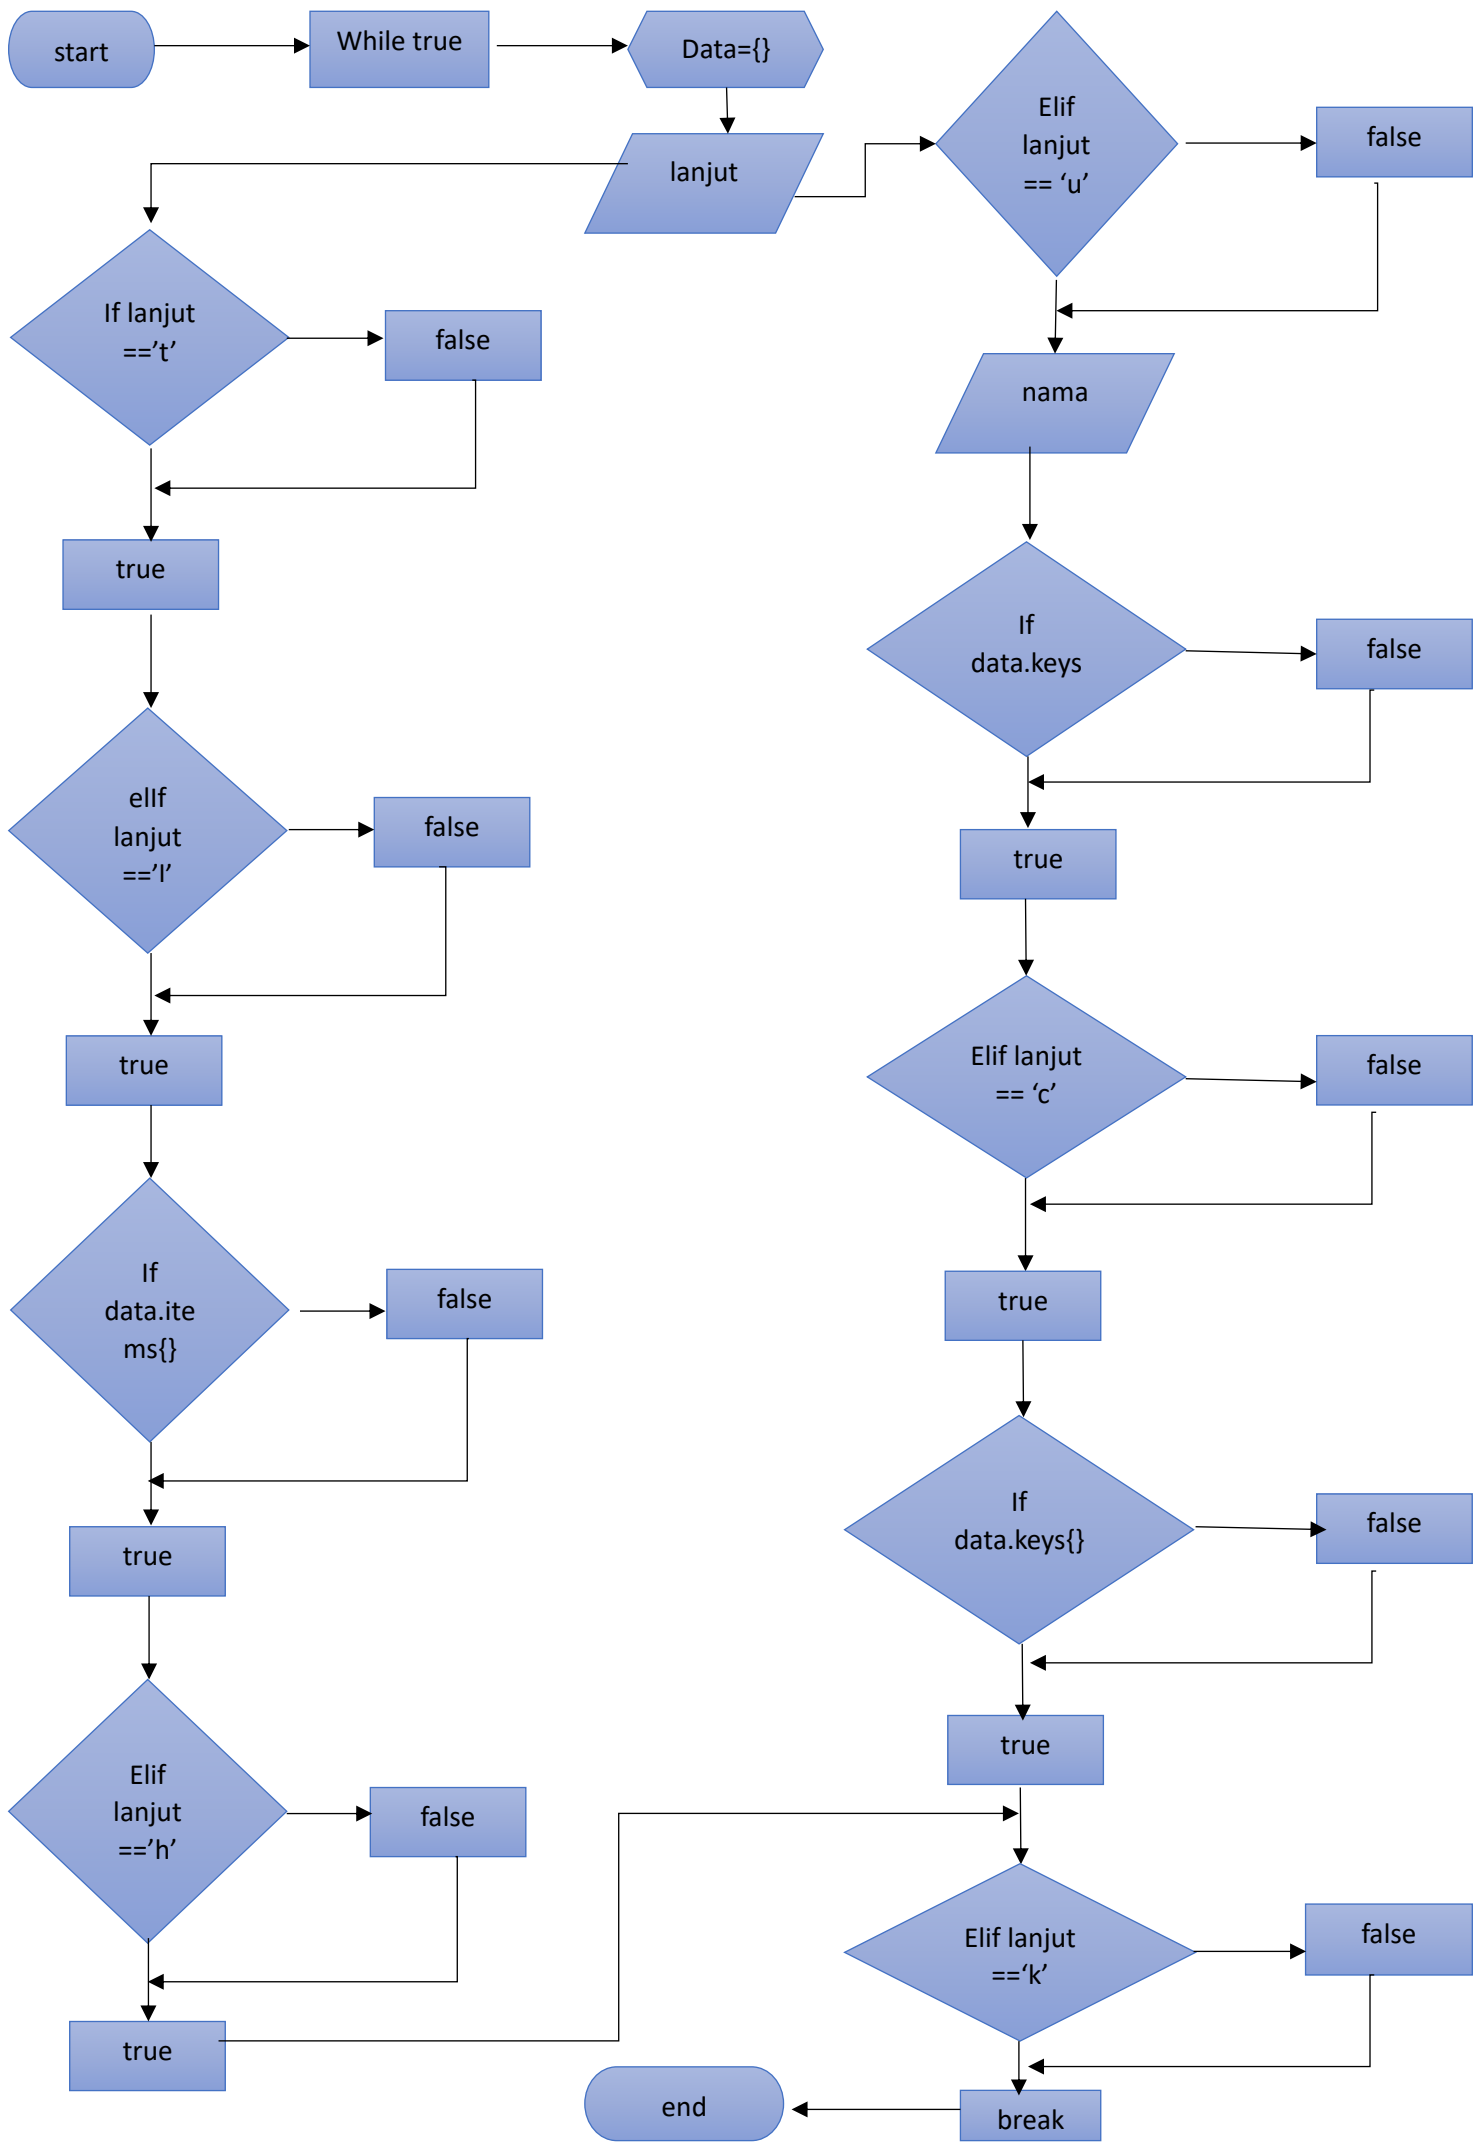 start
While true
Data={}
lanjut
If lanjut
==’t’
false
true
elIf
lanjut
==’l’
false
true
If
data.ite
ms{}
false
true
Elif
lanjut
==’h’
false
true
Elif
lanjut
== ‘u’
false
nama
If
data.keys
false
true
Elif lanjut
== ‘c’
false
true
If
data.keys{}
false
true
Elif lanjut
==‘k’
false
break
end